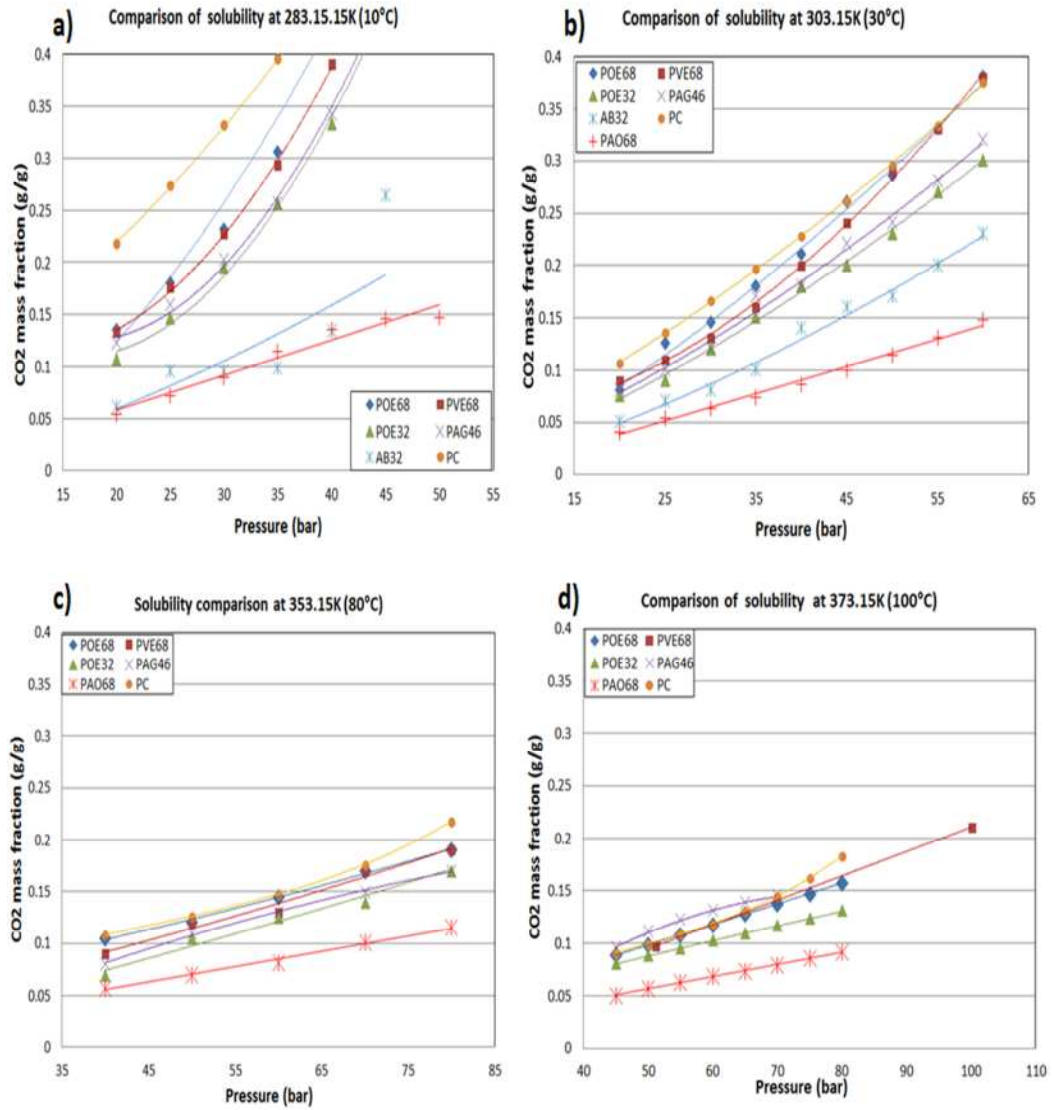 a)
Comparison of solubility at 283.15.15K (10°C)
CO2 mass fraction (g/g)
0.4
0.35
0.3
0.25
0.2
0.15
0.1
0.05
0
POE68 PVE68
POE32 PAG46
AB32 PC
15 20 25 30 35 40 45 50 55
Pressure (bar)
b)
Comparison of solubility at 303.15K (30°C)
CO2 mass fraction (g/g)
0.4
0.35
0.3
0.25
0.2
0.15
0.1
0.05
0
POE68 PVE68
POE32 PAG46
AB32 PC
PAO68
15 25 35 45 55 65
Pressure (bar)
c)
Solubility comparison at 353.15K (80°C)
CO2 mass fraction (g/g)
0.4
0.35
0.3
0.25
0.2
0.15
0.1
0.05
0
POE68 PVE68
POE32 PAG46
PAO68 PC
35 45 55 65 75 85
Pressure (bar)
d)
Comparison of solubility at 373.15K (100°C)
CO2 mass fraction (g/g)
0.4
0.35
0.3
0.25
0.2
0.15
0.1
0.05
0
POE68 PVE68
POE32 PAG46
PAO68 PC
40 50 60 70 80 90 100 110
Pressure (bar)